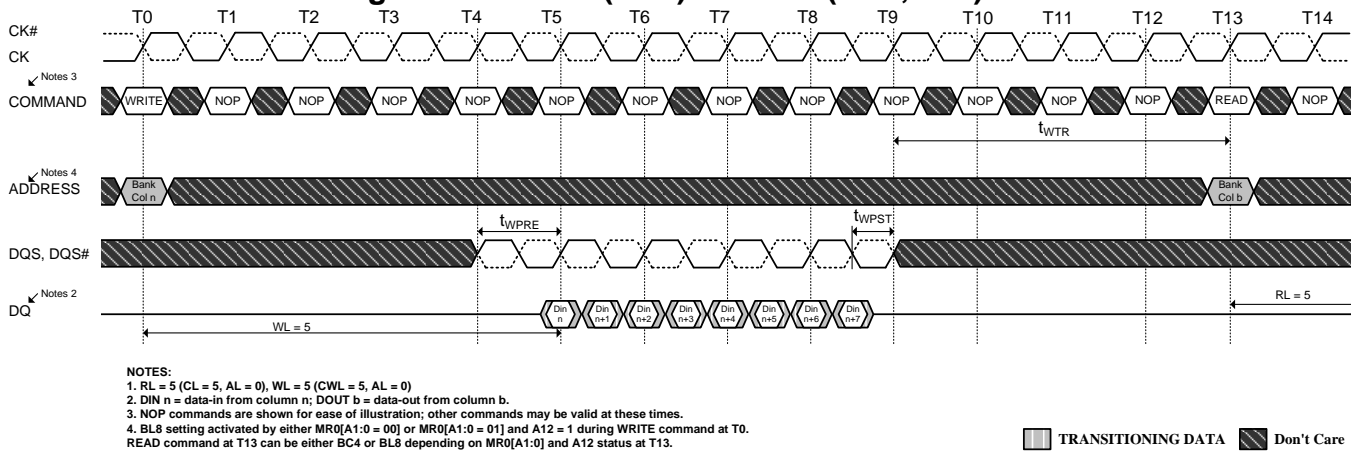 T0 T1 T2 T3 T4 T5 T6 T7 T8 T9 T10 T11 T12 T13 T14
CK#
CK
Notes 3
COMMAND WRITE NOP NOP NOP NOP NOP NOP NOP NOP NOP NOP NOP NOP READ NOP
tWTR
Notes 4
ADDRESS
Bank Col n
Bank Col b
tWPRE
tWPST
DQS, DQS#
Notes 2
DQ
Din n
Din n+1
Din n+2
Din n+3
Din n+4
Din n+5
Din n+6
Din n+7
RL = 5
WL = 5
NOTES:
1. RL = 5 (CL = 5, AL = 0), WL = 5 (CWL = 5, AL = 0)
2. DIN n = data-in from column n; DOUT b = data-out from column b.
3. NOP commands are shown for ease of illustration; other commands may be valid at these times.
4. BL8 setting activated by either MR0[A1:0 = 00] or MR0[A1:0 = 01] and A12 = 1 during WRITE command at T0.
READ command at T13 can be either BC4 or BL8 depending on MR0[A1:0] and A12 status at T13.
TRANSITIONING DATA
Don't Care